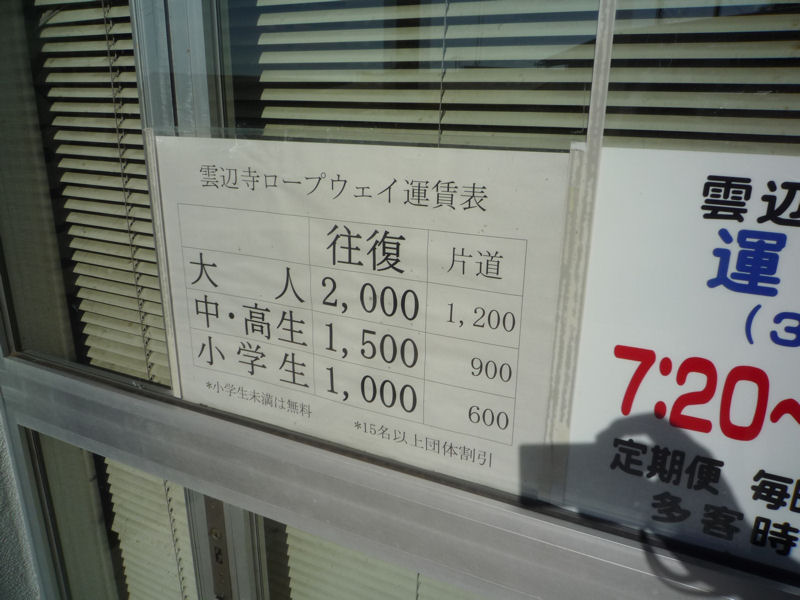 雲辺寺ロープウェイ運賃表
往復 片道
大人 2,000 1,200
中・高生 1,500 900
小学生 1,000 600
*小学生未満は無料
*15名以上団体割引
雲辺
運
(3
7:20~
定期便 毎
多客時